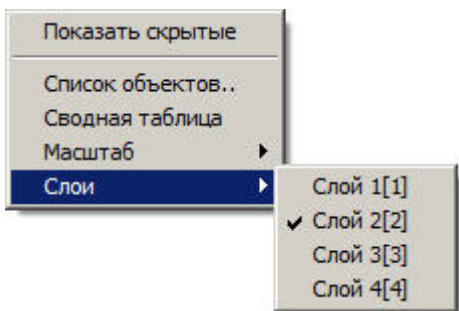 Показать скрытые
Список объектов..
Сводная таблица
Масштаб
Слои
Слой 1[1]
Слой 2[2]
Слой 3[3]
Слой 4[4]